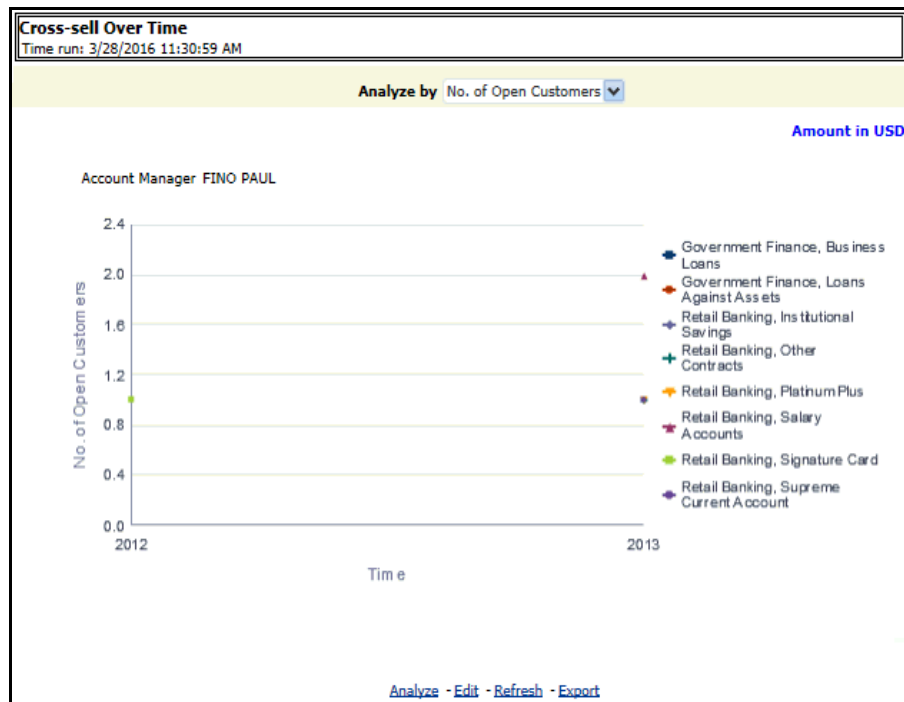 Cross-sell Over Time
Time run: 3/28/2016 11:30:59 AM
Analyze by No. of Open Customers
Amount in USD
Account Manager FINO PAUL
2.4
2.0
1.6
1.2
0.8
0.4
0.0
No. of Open Customers
2012
2013
Time
Government Finance, Business
Loans
Government Finance, Loans
Against Assets
Retail Banking, Institutional
Savings
Retail Banking, Other
Contracts
Retail Banking, Platinum Plus
Retail Banking, Salary
Accounts
Retail Banking, Signature Card
Retail Banking, Supreme
Current Account
Analyze - Edit - Refresh - Export